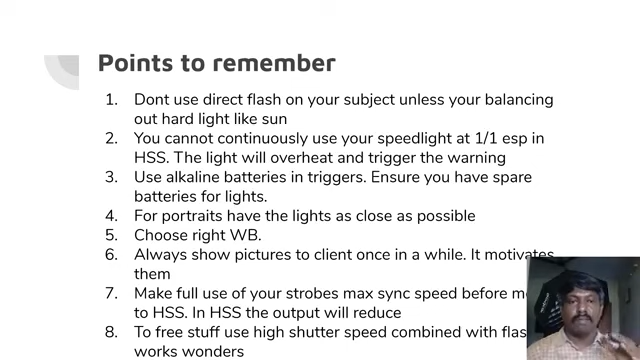 Points to remember
1. Dont use direct flash on your subject unless your balancing
out hard light like sun
2. You cannot continuously use your speedlight at 1/1 esp in
HSS. The light will overheat and trigger the warning
3. Use alkaline batteries in triggers. Ensure you have spare
batteries for lights.
4. For portraits have the lights as close as possible
5. Choose right WB.
6. Always show pictures to client once in a while. It motivates
them
7. Make full use of your strobes max sync speed before
to HSS. In HSS the output will reduce
8. To free stuff use high shutter speed combined with
works wonders